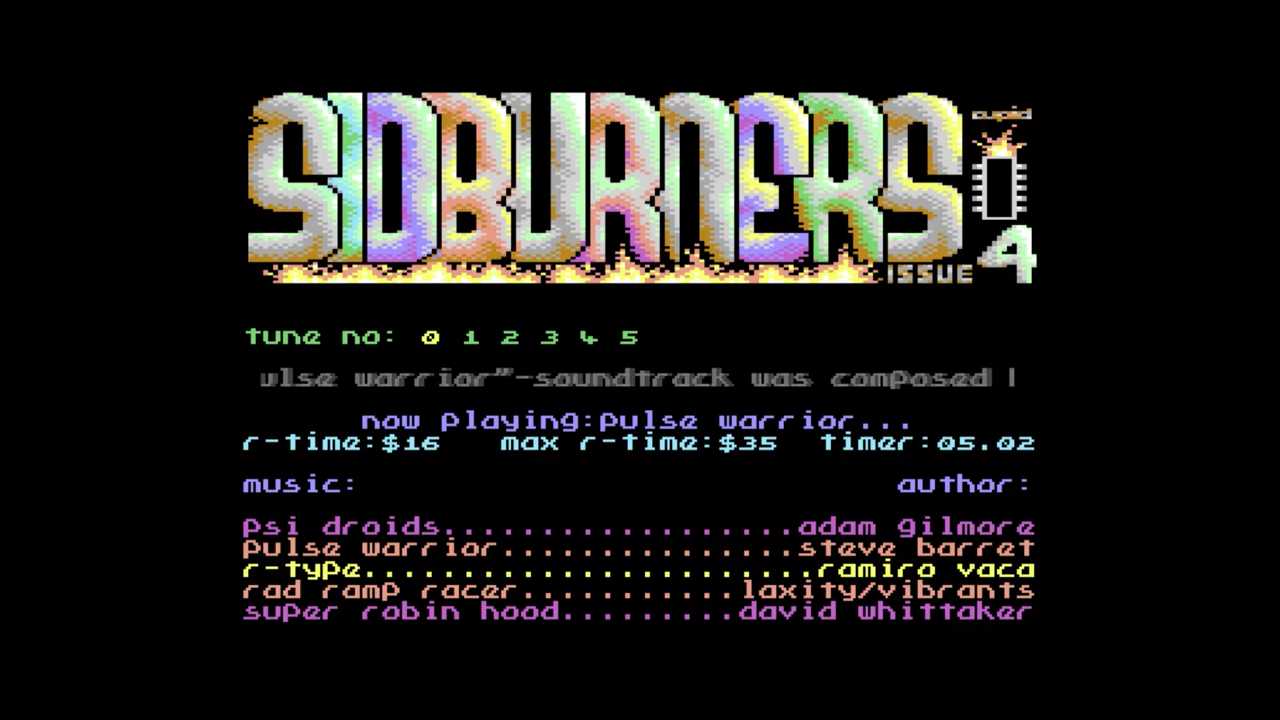 SIDBURNERS
cupid
ISSUE 4
tune no: 0 1 2 3 4 5
ulse warrior"-soundtrack was composed
now playing:pulse warrior...
r-time:$16 max r-time:$35 timer:05.02
music: author:
psi droids..................adam gilmore
pulse warrior...............steve barret
r-type.......................ramiro vaca
rad ramp racer...........laxity/vibrants
super robin hood.........david whittaker